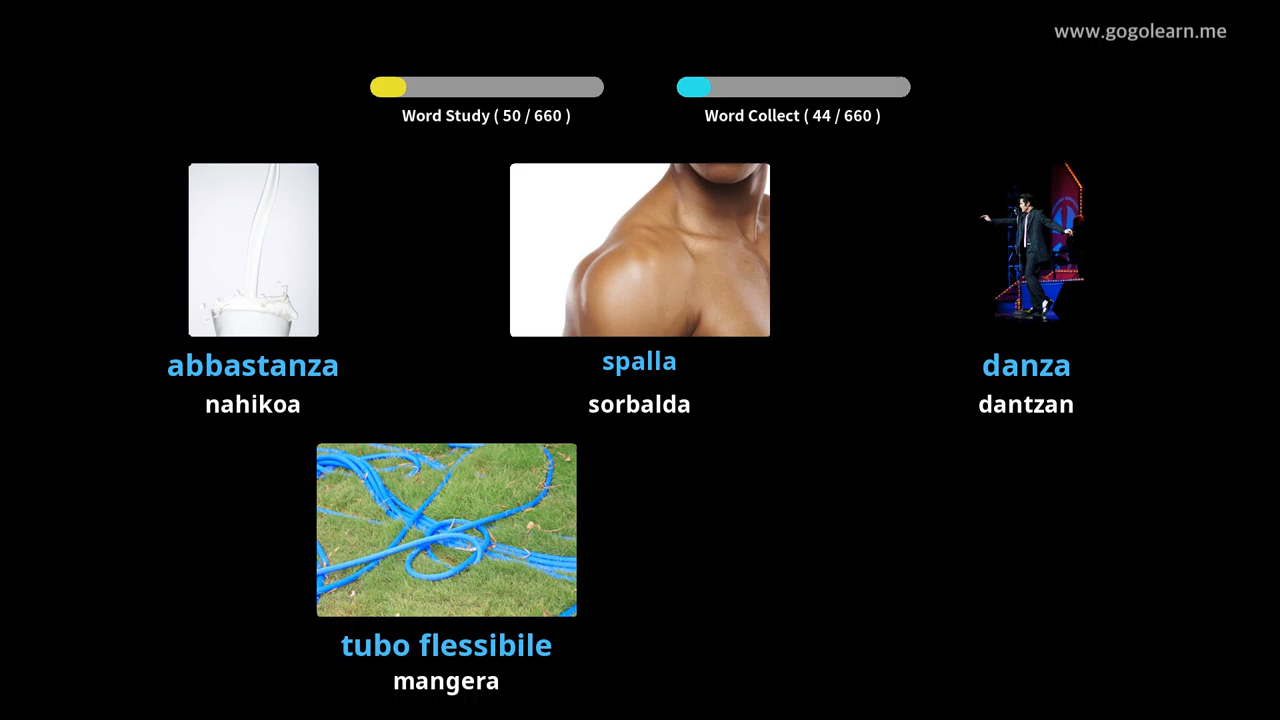 www.gogolearn.me
Word Study ( 50 / 660 )
Word Collect ( 44 / 660 )
abbastanza
nahikoa
spalla
sorbalda
danza
dantzan
tubo flessibile
mangera